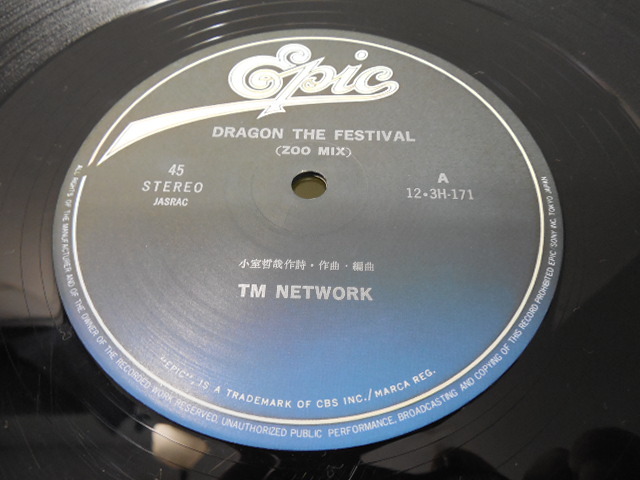 Epic
DRAGON THE FESTIVAL
(ZOO MIX)
45
STEREO
JASRAC
A
12・3H-171
小室哲哉作詩・作曲・編曲
TM NETWORK
"EPIC", IS A TRADEMARK OF CBS INC./MARCA REG.
ALL RIGHTS OF THE MANUFACTURER AND OF THE OWNER OF THE RECORDED WORK RESERVED. UNAUTHORIZED PUBLIC PERFORMANCE, BROADCASTING AND COPYING OF THIS RECORD PROHIBITED EPIC SONY INC. TOKYO JAPAN